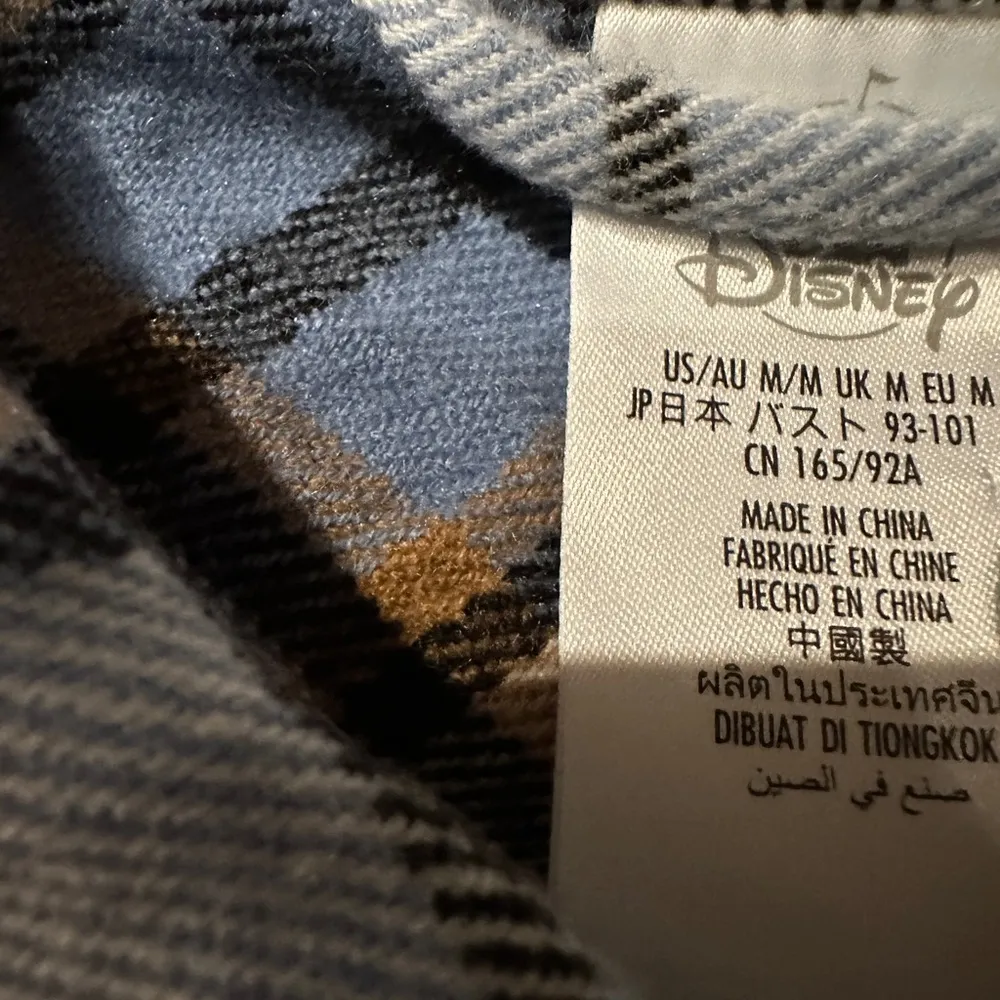 Disney
US/AU M/M UK M EU M
JP日本 バスト 93-101
CN 165/92A
MADE IN CHINA
FABRIQUÉ EN CHINE
HECHO EN CHINA
中國製
ผลิตในประเทศจีน
DIBUAT DI TIONGKOK
صنع في الصين